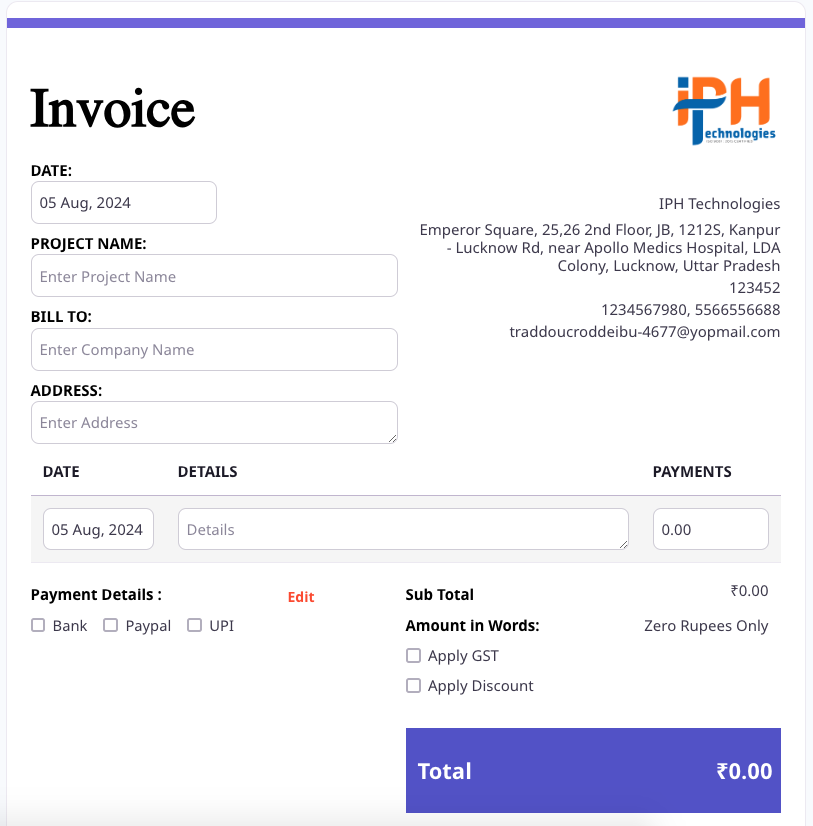 Invoice
iPH
Technologies
DATE:
05 Aug, 2024
IPH Technologies
Emperor Square, 25,26 2nd Floor, JB, 1212S, Kanpur
- Lucknow Rd, near Apollo Medics Hospital, LDA
Colony, Lucknow, Uttar Pradesh
123452
1234567980, 5566556688
traddoucroddeibu-4677@yopmail.com
PROJECT NAME:
Enter Project Name
BILL TO:
Enter Company Name
ADDRESS:
Enter Address
DATE DETAILS PAYMENTS
05 Aug, 2024 Details 0.00
Payment Details : Edit
Bank Paypal UPI
Sub Total ₹0.00
Amount in Words: Zero Rupees Only
Apply GST
Apply Discount
Total ₹0.00